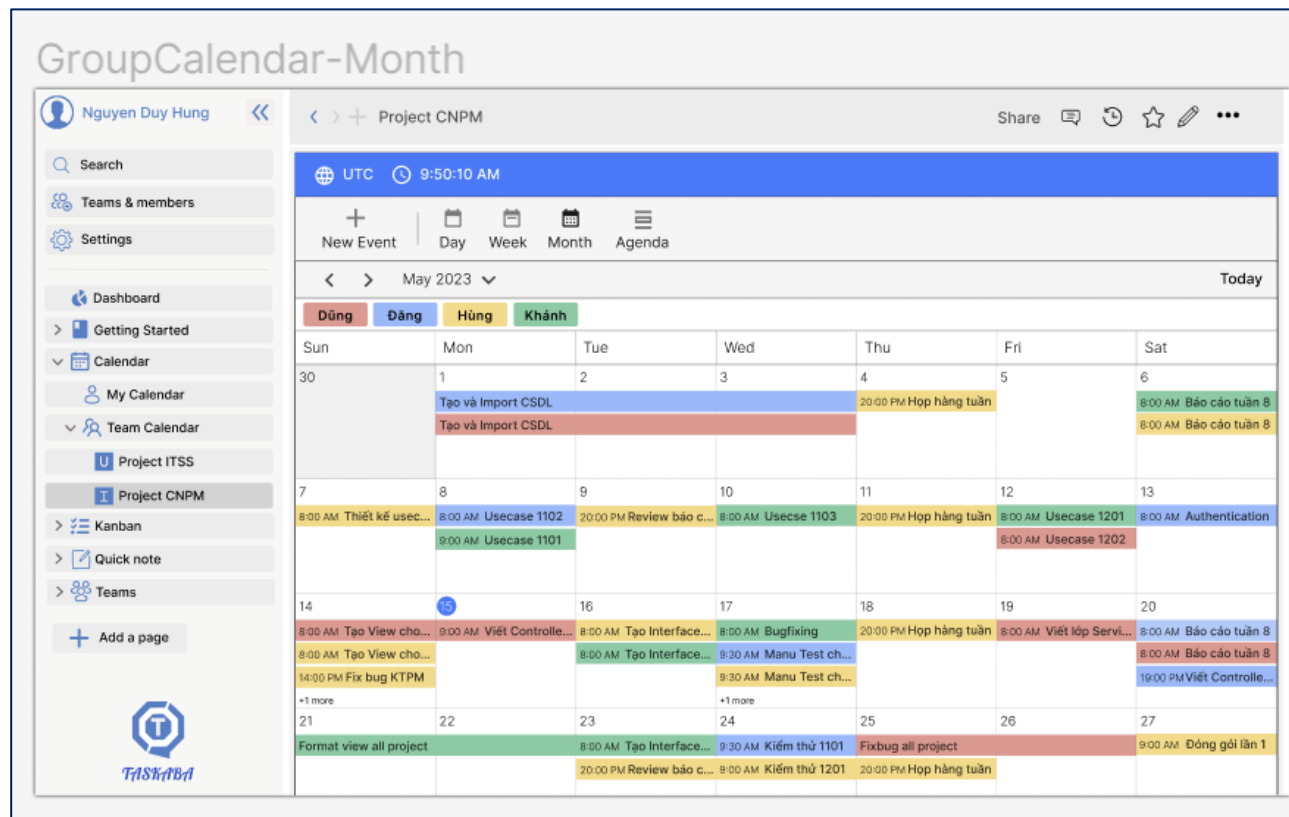 GroupCalendar-Month
Nguyen Duy Hung
Project CNPM
Share
Search
Teams & members
Settings
Dashboard
Getting Started
Calendar
My Calendar
Team Calendar
U Project ITSS
I Project CNPM
Kanban
Quick note
Teams
Add a page
T
TASKABA
UTC 9:50:10 AM
New Event Day Week Month Agenda
May 2023 Today
Dũng Đăng Hùng Khánh
Sun Mon Tue Wed Thu Fri Sat
30 1 2 3 4 5 6
Tạo và Import CSDL 20:00 PM Họp hàng tuần 8:00 AM Báo cáo tuần 8
Tạo và Import CSDL 8:00 AM Báo cáo tuần 8
7 8 9 10 11 12 13
8:00 AM Thiết kế usec... 8:00 AM Usecase 1102 20:00 PM Review báo c... 8:00 AM Usecse 1103 20:00 PM Họp hàng tuần 8:00 AM Usecase 1201 8:00 AM Authentication
9:00 AM Usecase 1101 8:00 AM Usecase 1202
14 15 16 17 18 19 20
8:00 AM Tạo View cho... 9:00 AM Viết Controlle... 8:00 AM Tạo Interface... 8:00 AM Bugfixing 20:00 PM Họp hàng tuần 8:00 AM Viết lớp Servi... 8:00 AM Báo cáo tuần 8
8:00 AM Tạo View cho... 8:00 AM Tạo Interface... 9:30 AM Manu Test ch... 8:00 AM Báo cáo tuần 8
14:00 PM Fix bug KTPM 9:30 AM Manu Test ch... 19:00 PM Viết Controlle...
+1 more +1 more
21 22 23 24 25 26 27
Format view all project 8:00 AM Tạo Interface... 9:30 AM Kiểm thử 1101 Fixbug all project 9:00 AM Đóng gói lần 1
20:00 PM Review báo c... 9:00 AM Kiểm thử 1201 20:00 PM Họp hàng tuần